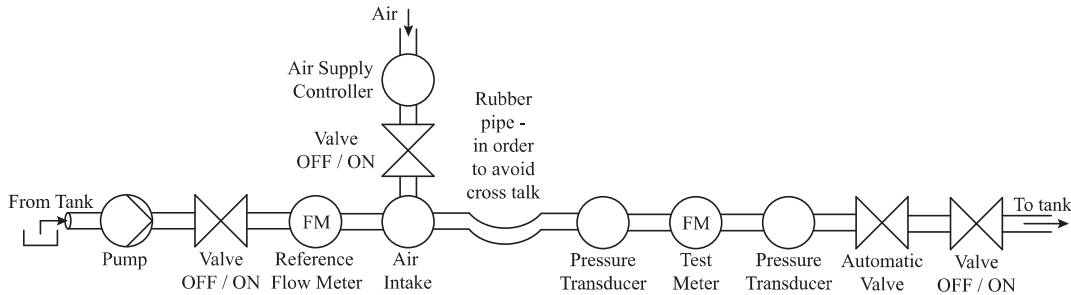 Air
Air Supply
Controller
Valve
OFF / ON
Rubber
pipe -
in order
to avoid
cross talk
From Tank
FM
FM
To tank
Pump
Valve
OFF / ON
Reference
Flow Meter
Air
Intake
Pressure
Transducer
Test
Meter
Pressure
Transducer
Automatic
Valve
Valve
OFF / ON